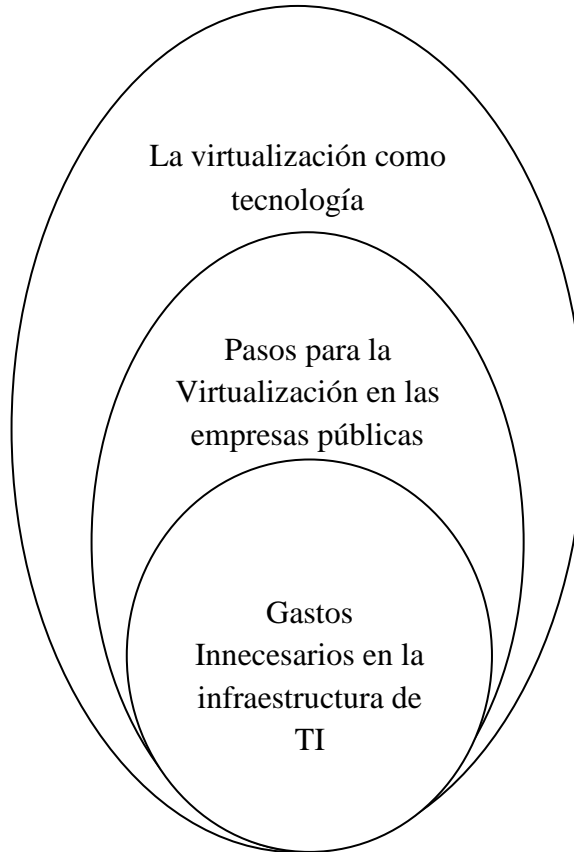 La virtualización como
tecnología
Pasos para la
Virtualización en las
empresas públicas
Gastos
Innecesarios en la
infraestructura de
TI